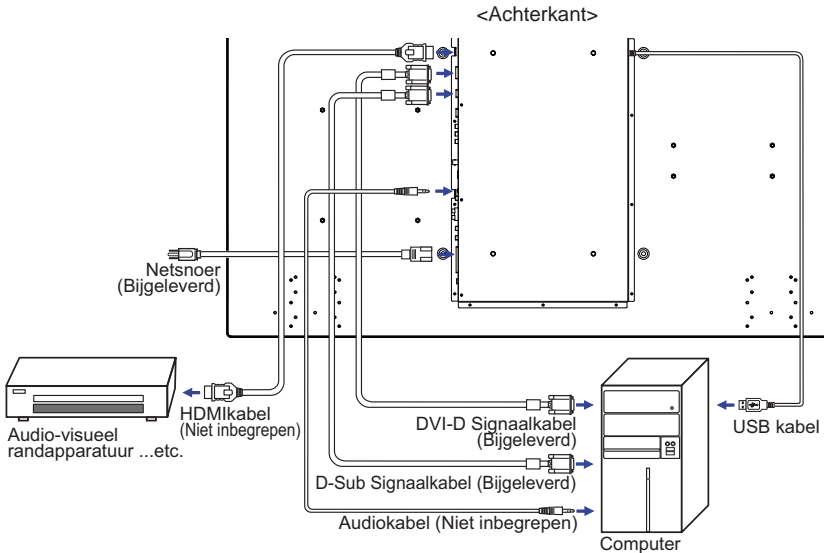 <Achterkant>
Netsnoer
(Bijgeleverd)
HDMIkabel
(Niet inbegrepen)
Audio-visueel
randapparatuur ...etc.
DVI-D Signaalkabel
(Bijgeleverd)
USB kabel
D-Sub Signaalkabel (Bijgeleverd)
Audiokabel (Niet inbegrepen)
Computer